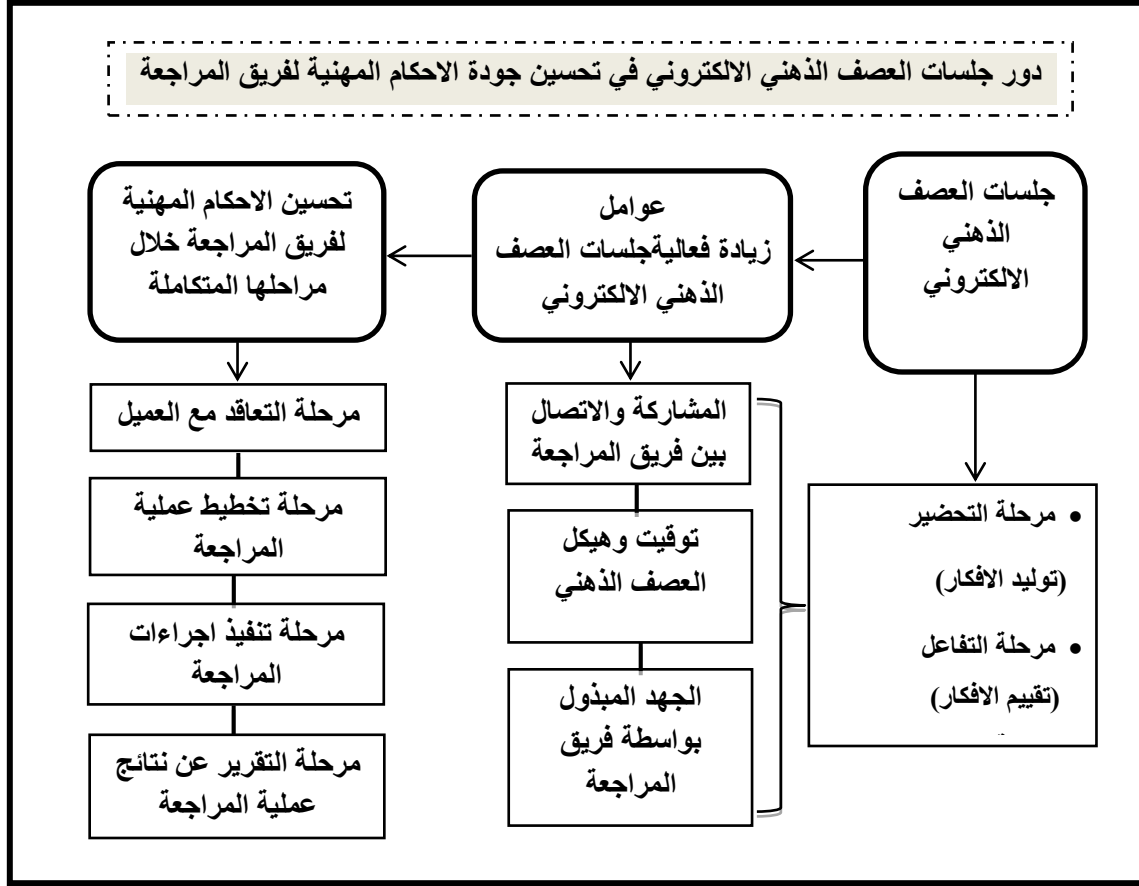 دور جلسات العصف الذهني الالكتروني في تحسين جودة الاحكام المهنية لفريق المراجعة
جلسات العصف
الذهني
الالكتروني
عوامل
زيادة فعاليةجلسات العصف
الذهني الالكتروني
تحسين الاحكام المهنية
لفريق المراجعة خلال
مراحلها المتكاملة
• مرحلة التحضير
(توليد الافكار)
• مرحلة التفاعل
(تقييم الافكار)
المشاركة والاتصال
بين فريق المراجعة
توقيت وهيكل
العصف الذهني
الجهد المبذول
بواسطة فريق
المراجعة
مرحلة التعاقد مع العميل
مرحلة تخطيط عملية
المراجعة
مرحلة تنفيذ اجراءات
المراجعة
مرحلة التقرير عن نتائج
عملية المراجعة